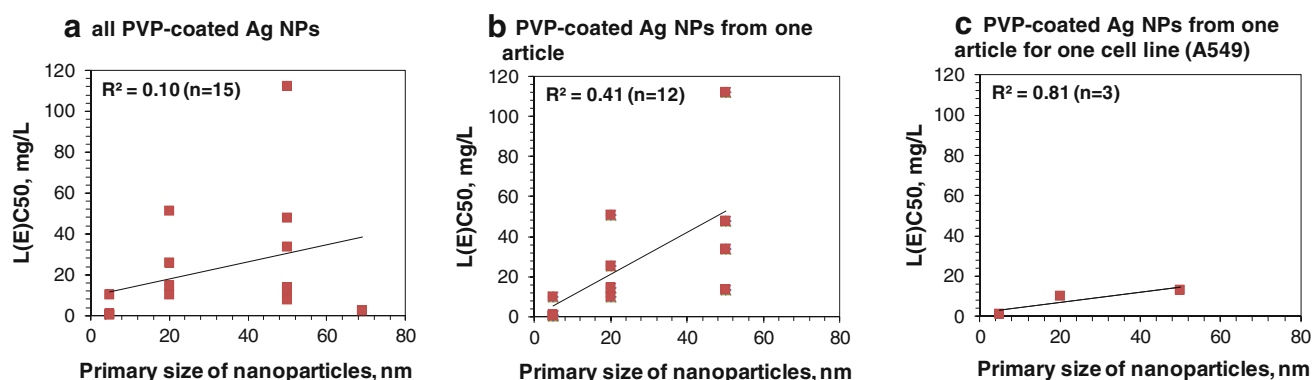 a all PVP-coated Ag NPs
R² = 0.10 (n=15)
L(E)C50, mg/L
120
100
80
60
40
20
0
0 20 40 60 80
Primary size of nanoparticles, nm
b PVP-coated Ag NPs from one
article
R² = 0.41 (n=12)
L(E)C50, mg/L
120
100
80
60
40
20
0
0 20 40 60 80
Primary size of nanoparticles, nm
c PVP-coated Ag NPs from one
article for one cell line (A549)
R² = 0.81 (n=3)
L(E)C50, mg/L
120
100
80
60
40
20
0
0 20 40 60 80
Primary size of nanoparticles, nm